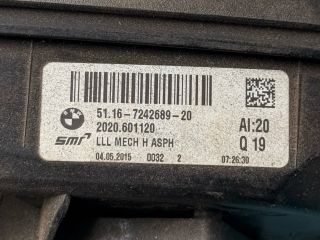 51.16-7242689-20
2020.601120
AI:20
smr
LLL MECH H ASPH
Q 19
04.05.2015 0032 2 07:26:30